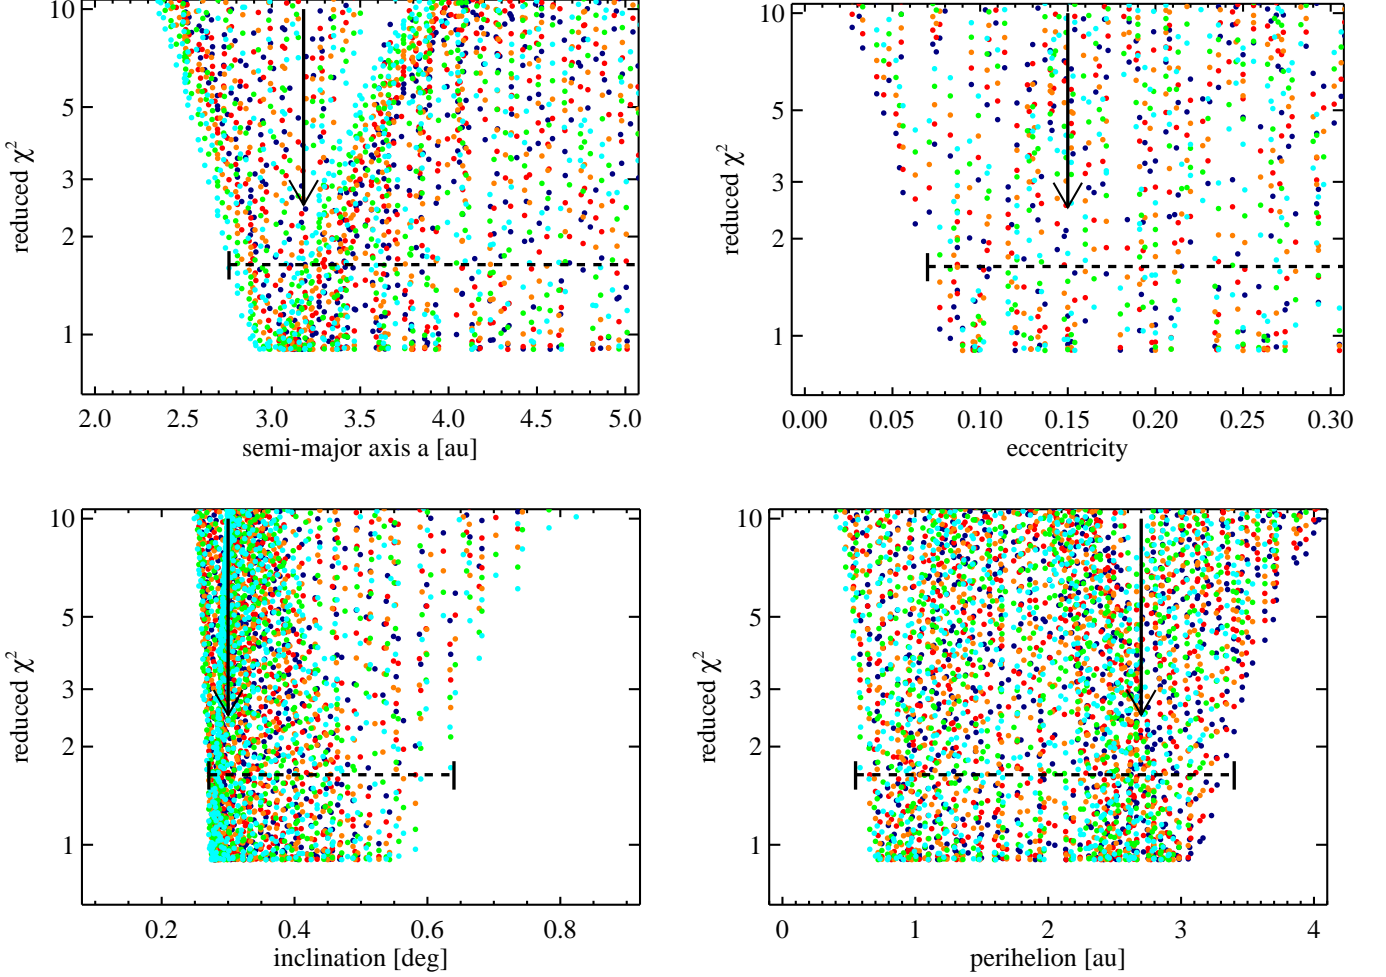 10
5
3
2
1
reduced χ²
2.0 2.5 3.0 3.5 4.0 4.5 5.0
semi-major axis a [au]
10
5
3
2
1
reduced χ²
0.00 0.05 0.10 0.15 0.20 0.25 0.30
eccentricity
10
5
3
2
1
reduced χ²
0.2 0.4 0.6 0.8
inclination [deg]
10
5
3
2
1
reduced χ²
0 1 2 3 4
perihelion [au]